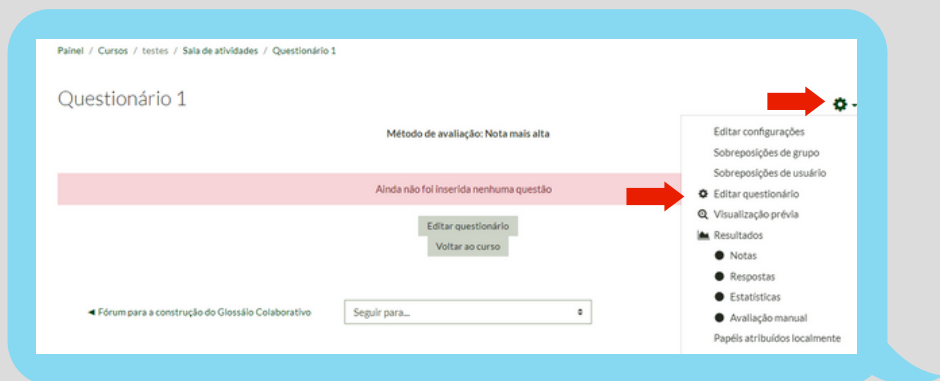 Painel / Cursos / testes / Sala de atividades / Questionário 1
Questionário 1
Método de avaliação: Nota mais alta
Ainda não foi inserida nenhuma questão
Editar questionário
Voltar ao curso
◄ Fórum para a construção do Glossáio Colaborativo
Seguir para...
Editar configurações
Sobreposições de grupo
Sobreposições de usuário
Editar questionário
Visualização prévia
Resultados
Notas
Respostas
Estatísticas
Avaliação manual
Papéis atribuídos localmente